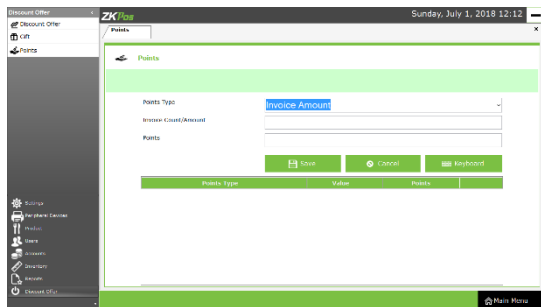 Discount Offer
Discount Offer
Gift
Points
Settings
Peripheral Devices
Product
Users
Accounts
Inventory
Reports
Discount Offer
ZKPos
Sunday, July 1, 2018 12:12
Points
x
Points
Points Type
Invoice Amount
Invoice Count/Amount
Points
Save
Cancel
Keyboard
Points Type
Value
Points
Main Menu